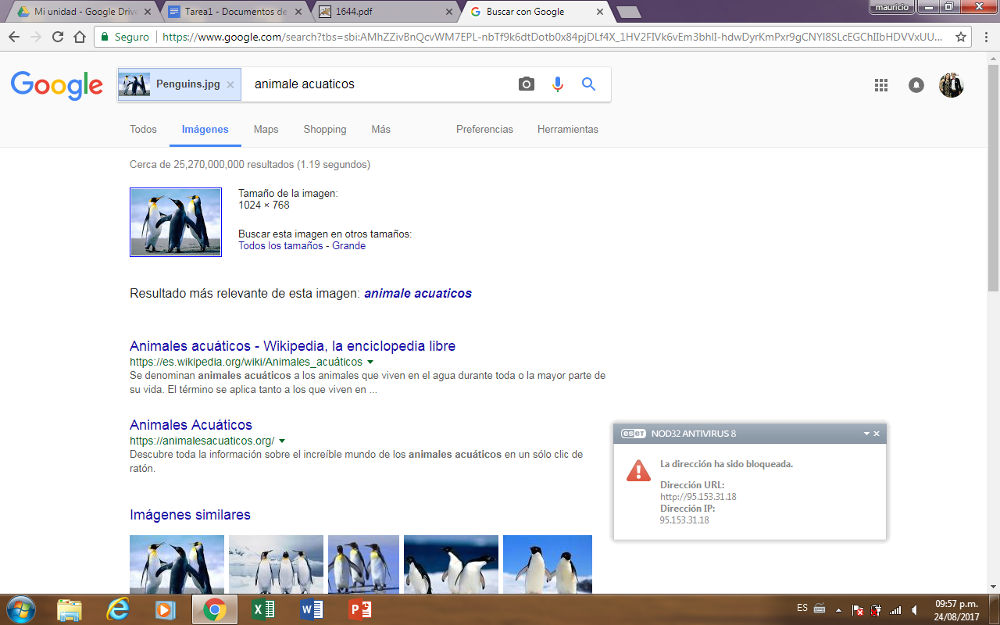 Mi unidad - Google Drive
Tarea1 - Documentos de
1644.pdf
Buscar con Google
mauricio
Seguro
https://www.google.com/search?tbs=sbi:AMhZZivBnQcvWM7EPL-nbTf9k6dtDotb0x84pjDLf4X_1HV2FIVk6vEm3bhlI-hdwDyrKmPxr9gCNYl8SLcEGChIIbHDVVxUU...
Google
Penguins.jpg
animale acuaticos
Todos
Imágenes
Maps
Shopping
Más
Preferencias
Herramientas
Cerca de 25,270,000,000 resultados (1.19 segundos)
Tamaño de la imagen:
1024 × 768
Buscar esta imagen en otros tamaños:
Todos los tamaños - Grande
Resultado más relevante de esta imagen: animale acuaticos
Animales acuáticos - Wikipedia, la enciclopedia libre
https://es.wikipedia.org/wiki/Animales_acuáticos
Se denominan animales acuáticos a los animales que viven en el agua durante toda o la mayor parte de
su vida. El término se aplica tanto a los que viven en ...
Animales Acuáticos
https://animalesacuaticos.org/
Descubre toda la información sobre el increíble mundo de los animales acuáticos en un sólo clic de
ratón.
Imágenes similares
eset NOD32 ANTIVIRUS 8
La dirección ha sido bloqueada.
Dirección URL:
http://95.153.31.18
Dirección IP:
95.153.31.18
ES
09:57 p.m.
24/08/2017